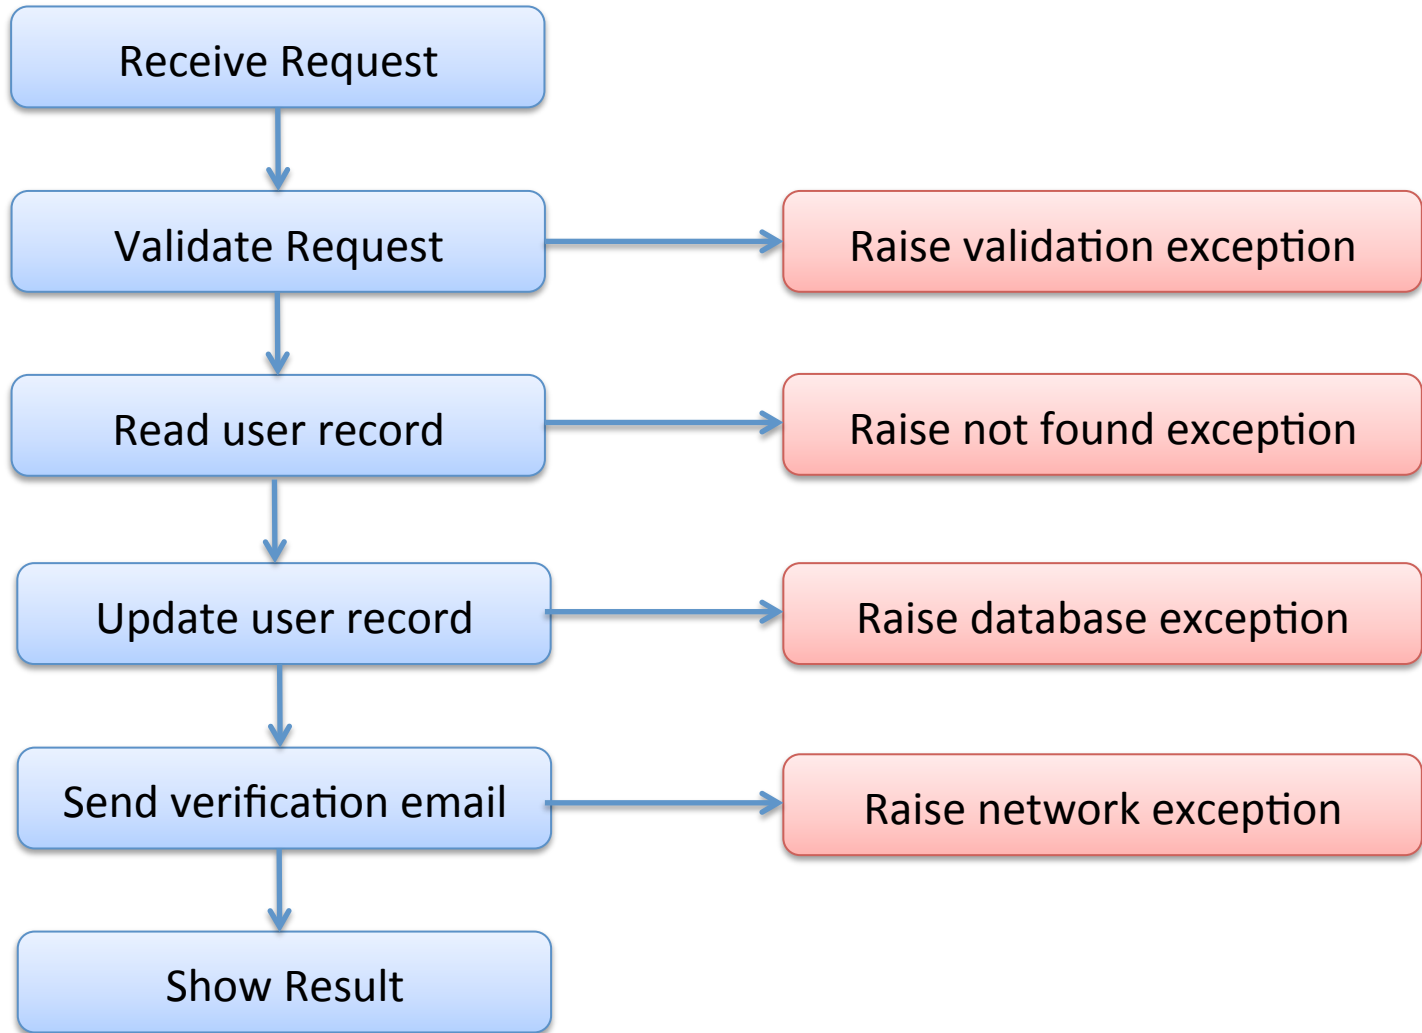 Receive Request
Validate Request
Raise validation exception
Read user record
Raise not found exception
Update user record
Raise database exception
Send verification email
Raise network exception
Show Result